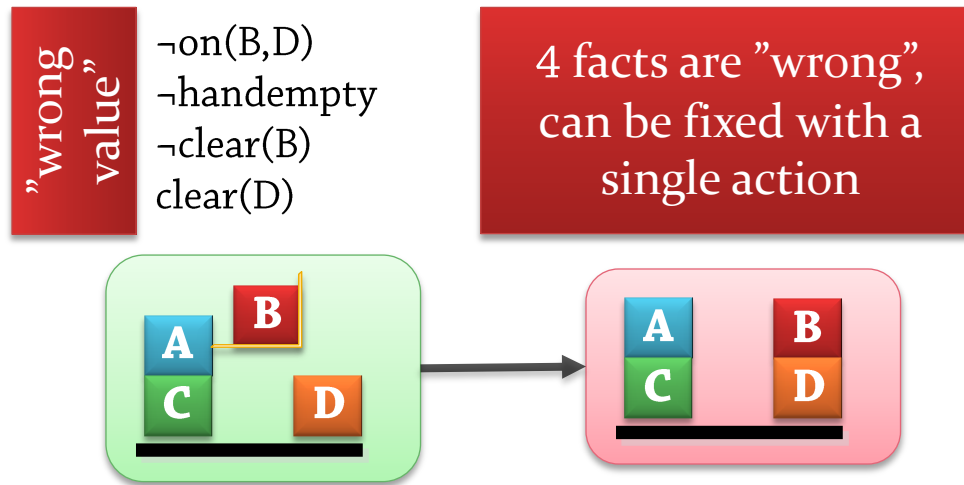 ”wrong
value”
¬on(B,D)
¬handempty
¬clear(B)
clear(D)
4 facts are ”wrong”,
can be fixed with a
single action
B
A
C
D
A
B
C
D